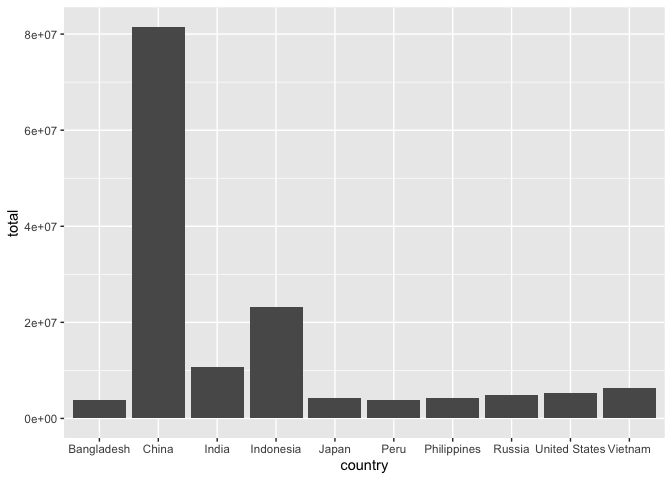 8e+07
6e+07
4e+07
2e+07
0e+00
total
Bangladesh China India Indonesia Japan Peru Philippines Russia United States Vietnam
country